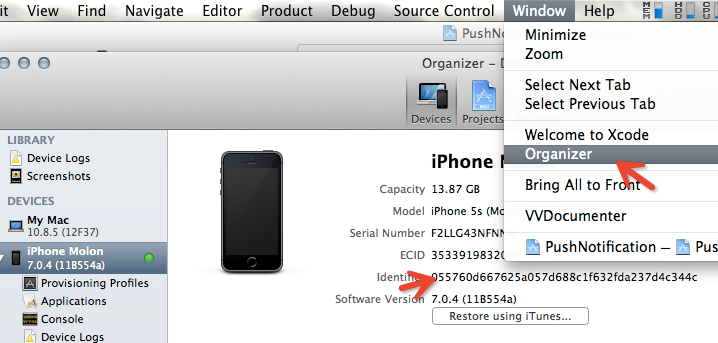 it View Find Navigate Editor Product Debug Source Control Window Help MEM HDD CPU
PushNotifi
Organizer –
Devices Projects
Minimize
Zoom
Select Next Tab
Select Previous Tab
Welcome to Xcode
Organizer
Bring All to Front
VVDocumenter
PushNotification — Pus
LIBRARY
Device Logs
Screenshots
DEVICES
My Mac
10.8.5 (12F37)
iPhone Molon
7.0.4 (11B554a)
Provisioning Profiles
Applications
Console
Device Logs
iPhone M
Capacity 13.87 GB
Model iPhone 5s (Mo
Serial Number F2LLG43NFNN
ECID 3533919832
Identifier 055760d667625a057d688c1f632fda237d4c344c
Software Version 7.0.4 (11B554a)
Restore using iTunes...